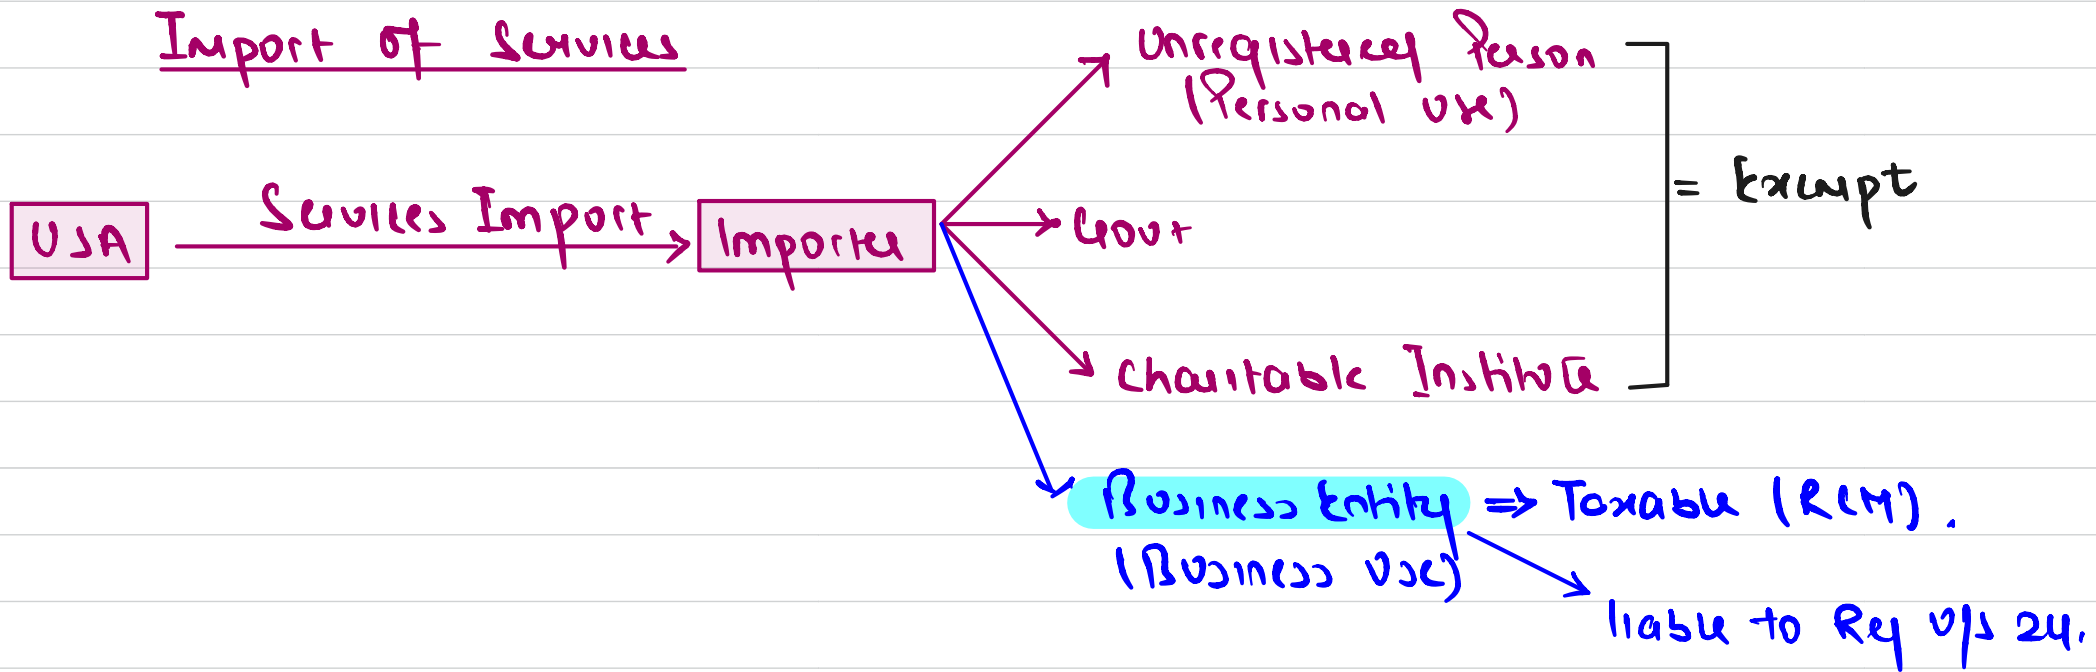 Import of Services
Unregistered Person
(Personal Use)
= Exempt
USA
Services Import
Importer
Govt
Charitable Institute
Business Entity => Taxable (RCM).
(Business Use)
liable to Reg U/s 24.